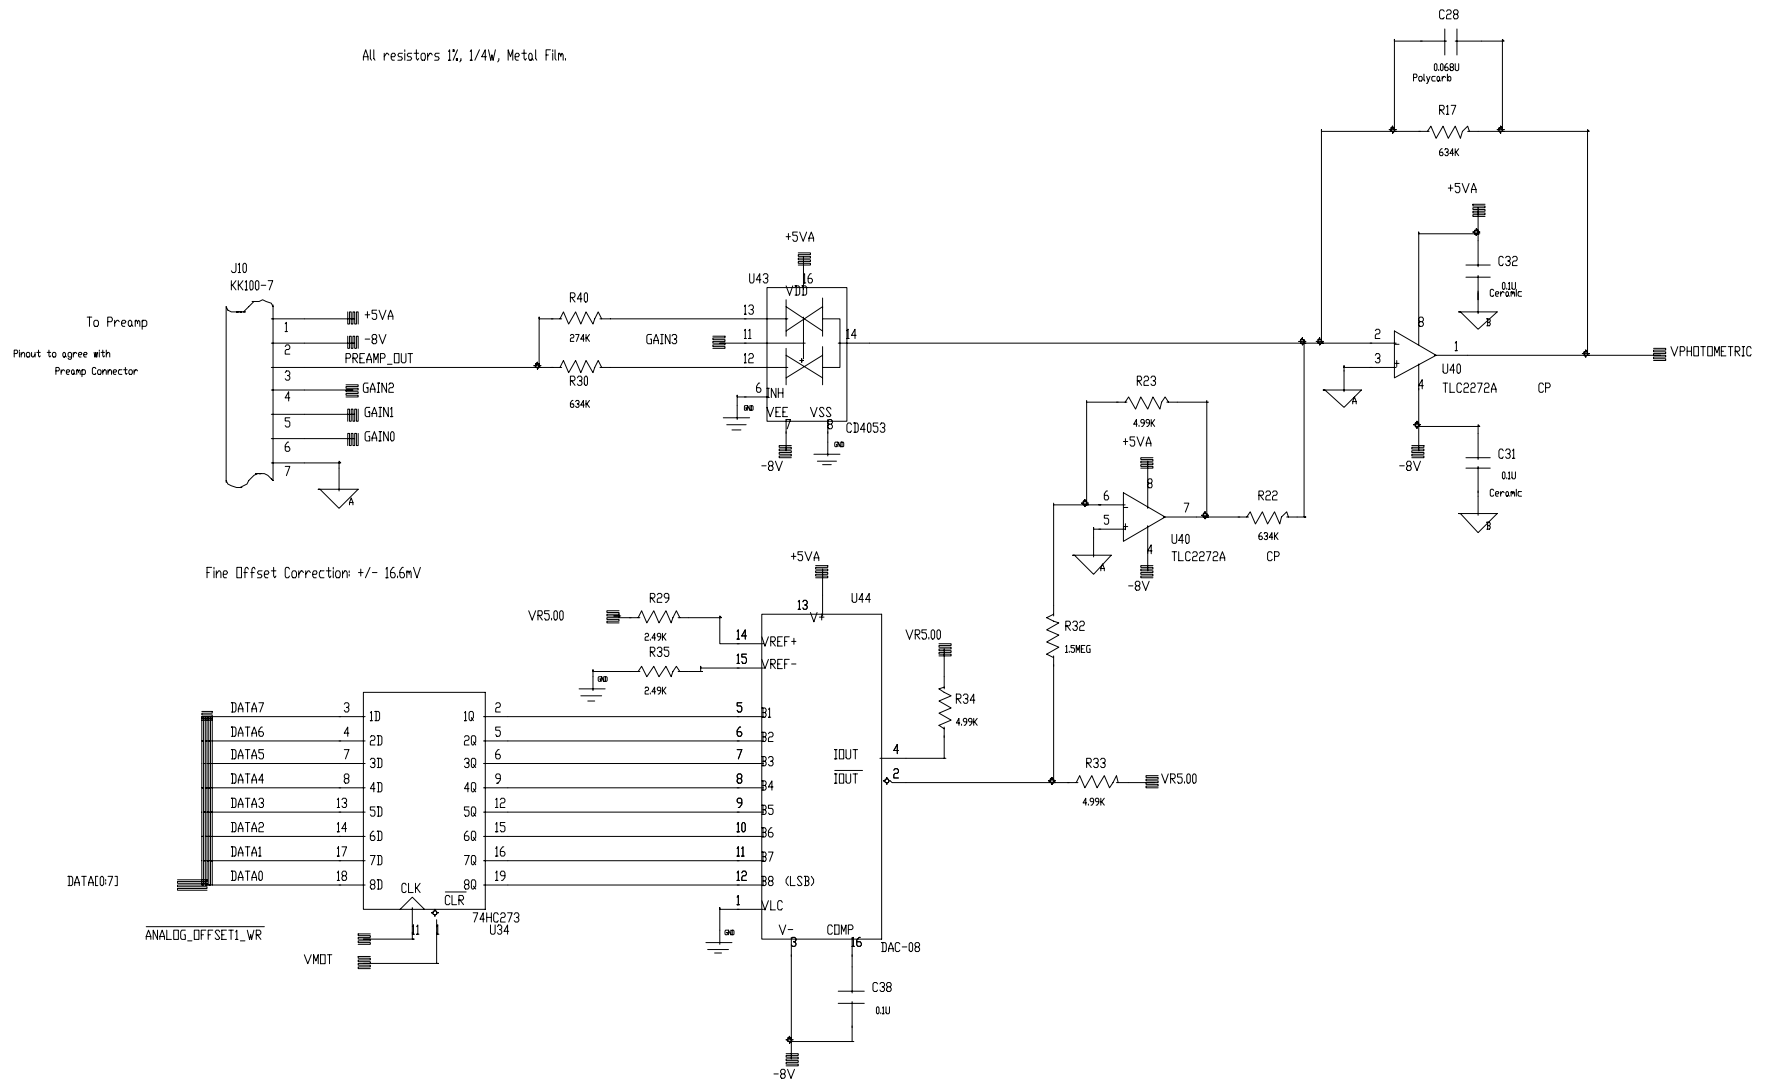 C28
All resistors 1%, 1/4W, Metal Film.
0.068U
Polycarb
R17
634K
+5VA
C32
0.1U
Ceramic
B
8
2
3
1
VPHOTOMETRIC
U40
TLC2272A CP
A
4
-8V
C31
0.1U
Ceramic
B
J10
KK100-7
To Preamp
Pinout to agree with
Preamp Connector
1 +5VA
2 -8V
PREAMP_OUT
3
4 GAIN2
5 GAIN1
6 GAIN0
7
A
R40
274K
R30
634K
GAIN3
+5VA
U43
16
VDD
13
11
12
14
6 INH
GND
VEE VSS
7 8
CD4053
GND
-8V
R23
4.99K
+5VA
8
6
5
7
R22
634K
U40
TLC2272A CP
A
4
-8V
Fine Offset Correction: +/- 16.6mV
+5VA
U44
13
V+
VR5.00
R29
2.49K
14 VREF+
R35
15 VREF-
GND
2.49K
R32
1.5MEG
VR5.00
R34
4.99K
DATA7 3 1D 1Q 2 5 B1
DATA6 4 2D 2Q 5 6 B2
DATA5 7 3D 3Q 6 7 B3
DATA4 8 4D 4Q 9 8 B4
DATA3 13 5D 5Q 12 9 B5
DATA2 14 6D 6Q 15 10 B6
DATA1 17 7D 7Q 16 11 B7
DATA0 18 8D 8Q 19 12 B8 (LSB)
IOUT 4
IOUT 2
R33
4.99K
VR5.00
DATA[0:7]
CLK
CLR
74HC273
U34
11 1
ANALOG_OFFSET1_WR
VMOT
1 VLC
GND
V- COMP
3 16
DAC-08
C38
0.1U
-8V